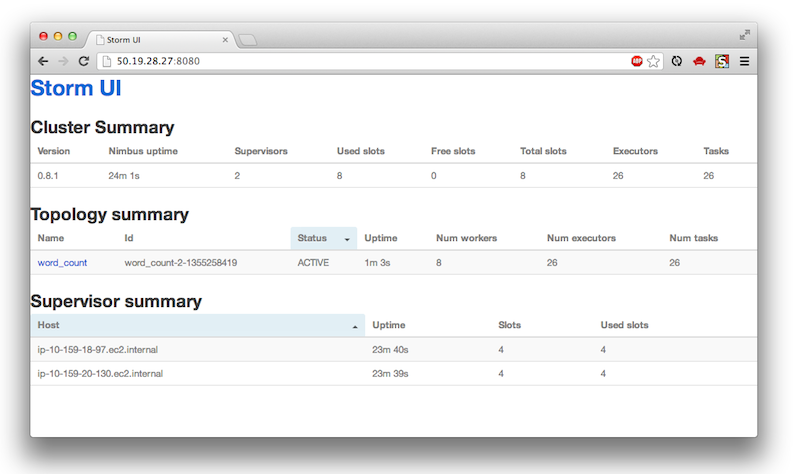 Storm UI
50.19.28.27:8080
ABP
Storm UI
Cluster Summary
Version Nimbus uptime Supervisors Used slots Free slots Total slots Executors Tasks
0.8.1 24m 1s 2 8 0 8 26 26
Topology summary
Name Id Status Uptime Num workers Num executors Num tasks
word_count word_count-2-1355258419 ACTIVE 1m 3s 8 26 26
Supervisor summary
Host Uptime Slots Used slots
ip-10-159-18-97.ec2.internal 23m 40s 4 4
ip-10-159-20-130.ec2.internal 23m 39s 4 4